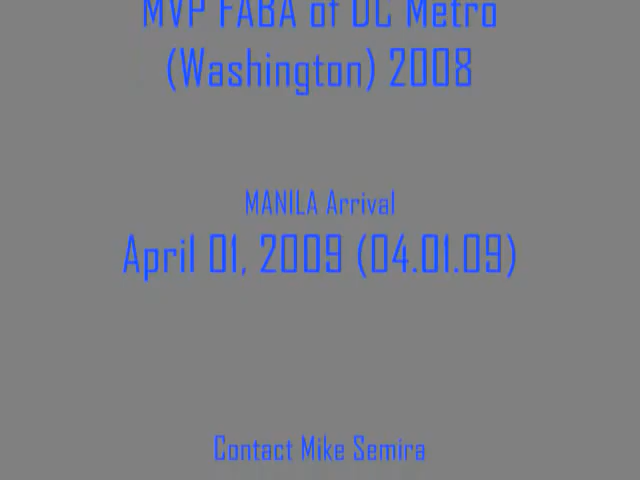 MVP FABA of DC Metro
(Washington) 2008
MANILA Arrival
April 01, 2009 (04.01.09)
Contact Mike Semira